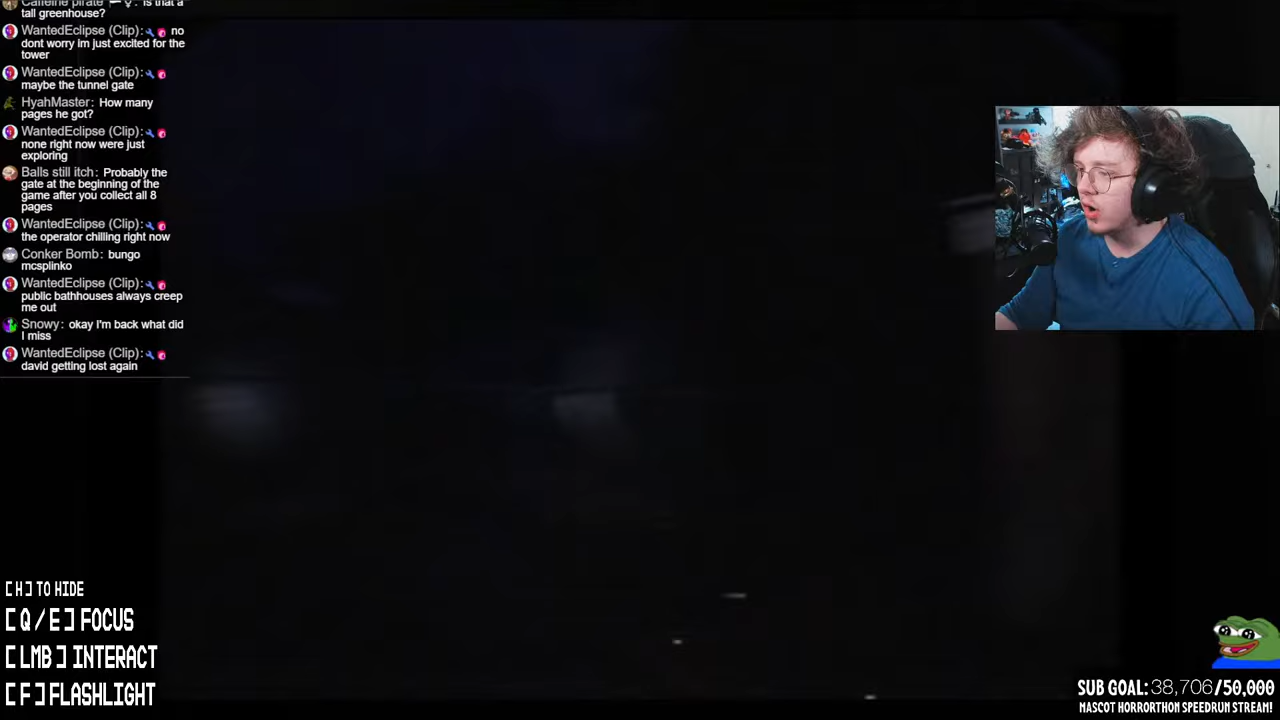 Caffeine pirate: is that a
tall greenhouse?
WantedEclipse (Clip): no
dont worry im just excited for the
tower
WantedEclipse (Clip):
maybe the tunnel gate
HyahMaster: How many
pages he got?
WantedEclipse (Clip):
none right now were just
exploring
Balls still itch: Probably the
gate at the beginning of the
game after you collect all 8
pages
WantedEclipse (Clip):
the operator chilling right now
Conker Bomb: bungo
mcsplinko
WantedEclipse (Clip):
public bathhouses always creep
me out
Snowy: okay I'm back what did
I miss
WantedEclipse (Clip):
david getting lost again
[H] TO HIDE
[Q/E] FOCUS
[LMB] INTERACT
[F] FLASHLIGHT
SUB GOAL: 38,706/50,000
MASCOT HORRORTHON SPEEDRUN STREAM!